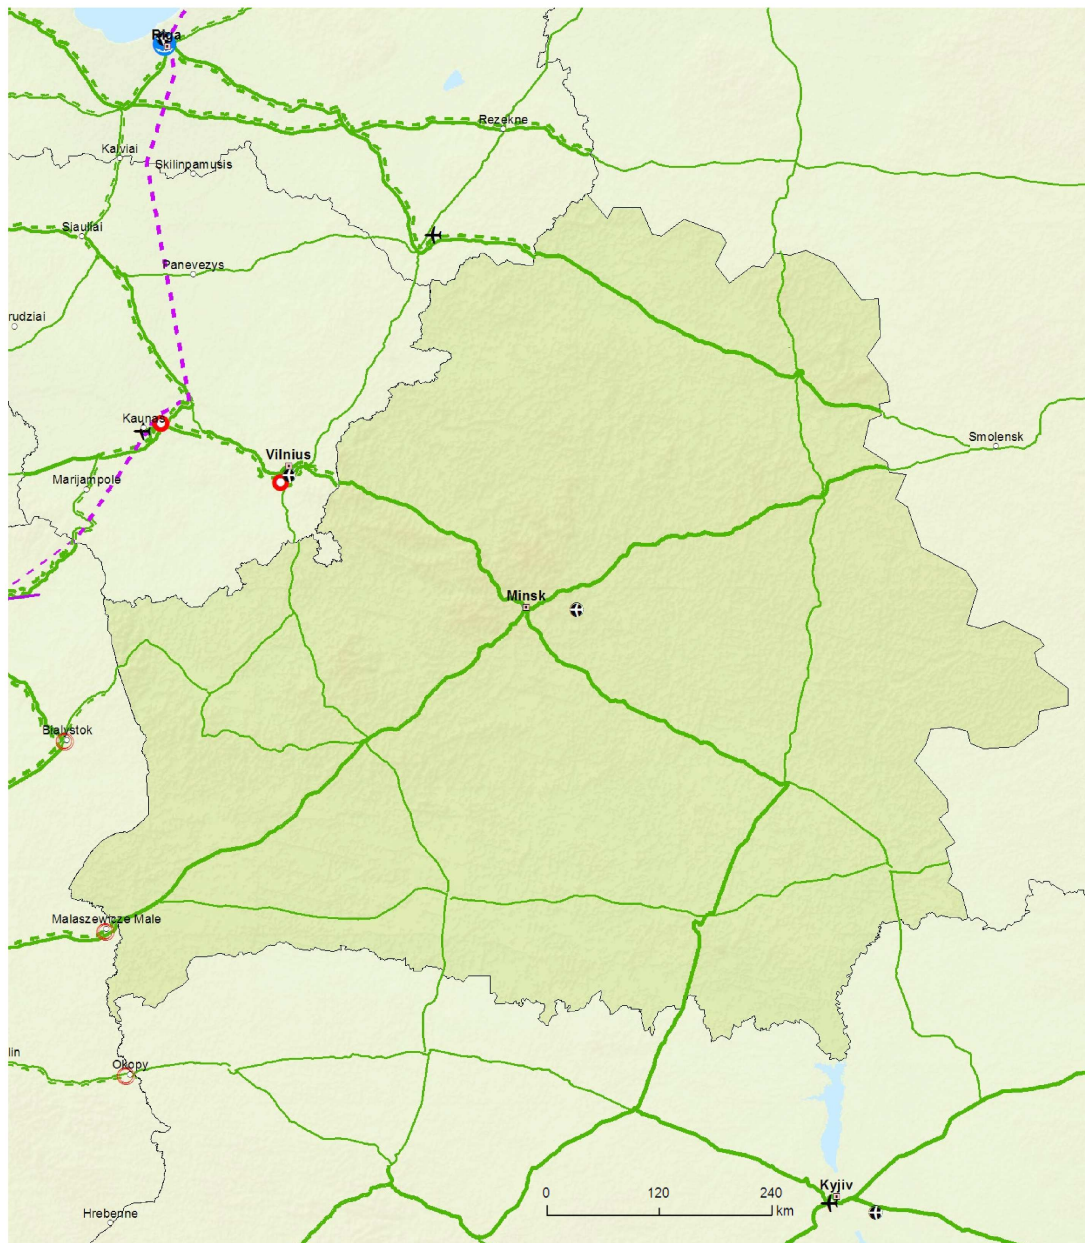 Riga
Rezekne
Kalviai
Skilinpamusis
Siauliai
Panevezys
rudziai
Kaunas
Smolensk
Vilnius
Marijampole
Minsk
Bialystok
Malaszewicze Male
lin
Okopy
Kyjiv
0 120 240
km
Hrebenne